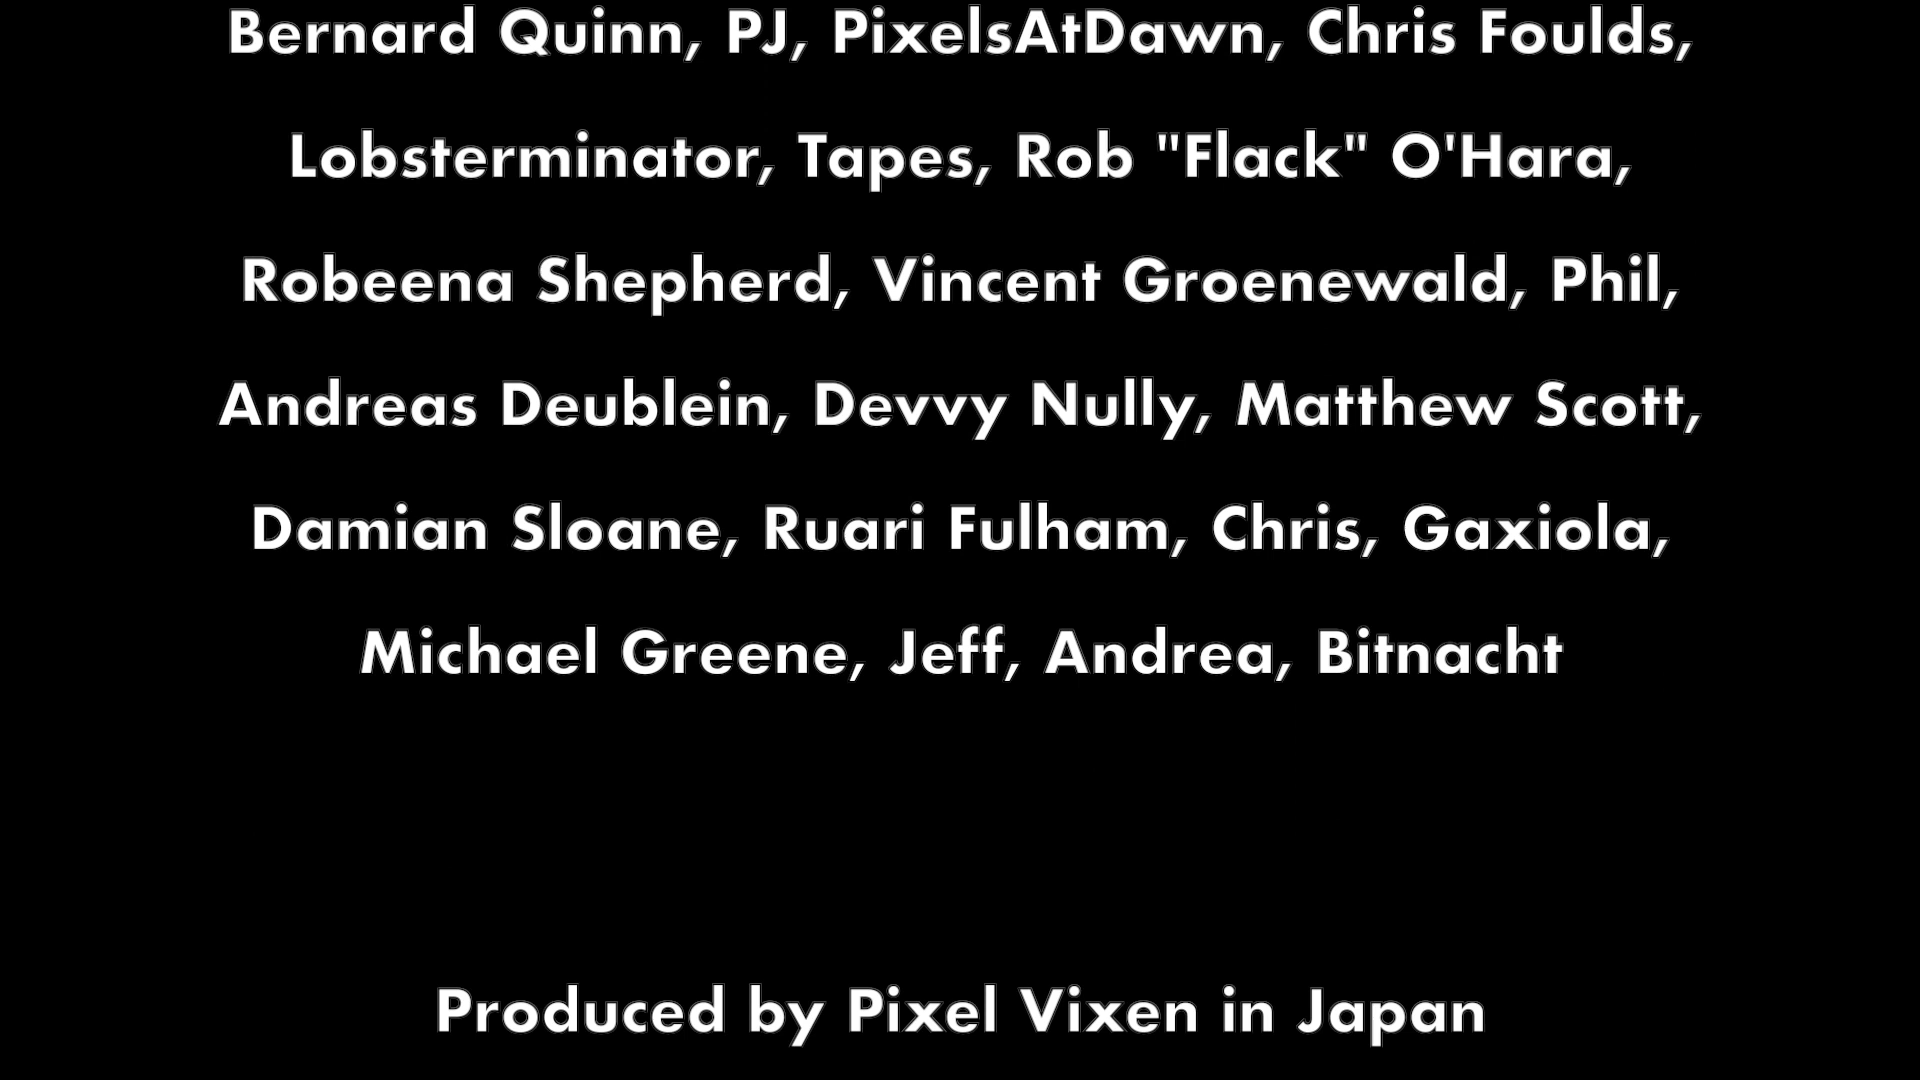 Bernard Quinn, PJ, PixelsAtDawn, Chris Foulds,
Lobsterminator, Tapes, Rob "Flack" O'Hara,
Robeena Shepherd, Vincent Groenewald, Phil,
Andreas Deublein, Devvy Nully, Matthew Scott,
Damian Sloane, Ruari Fulham, Chris, Gaxiola,
Michael Greene, Jeff, Andrea, Bitnacht
Produced by Pixel Vixen in Japan